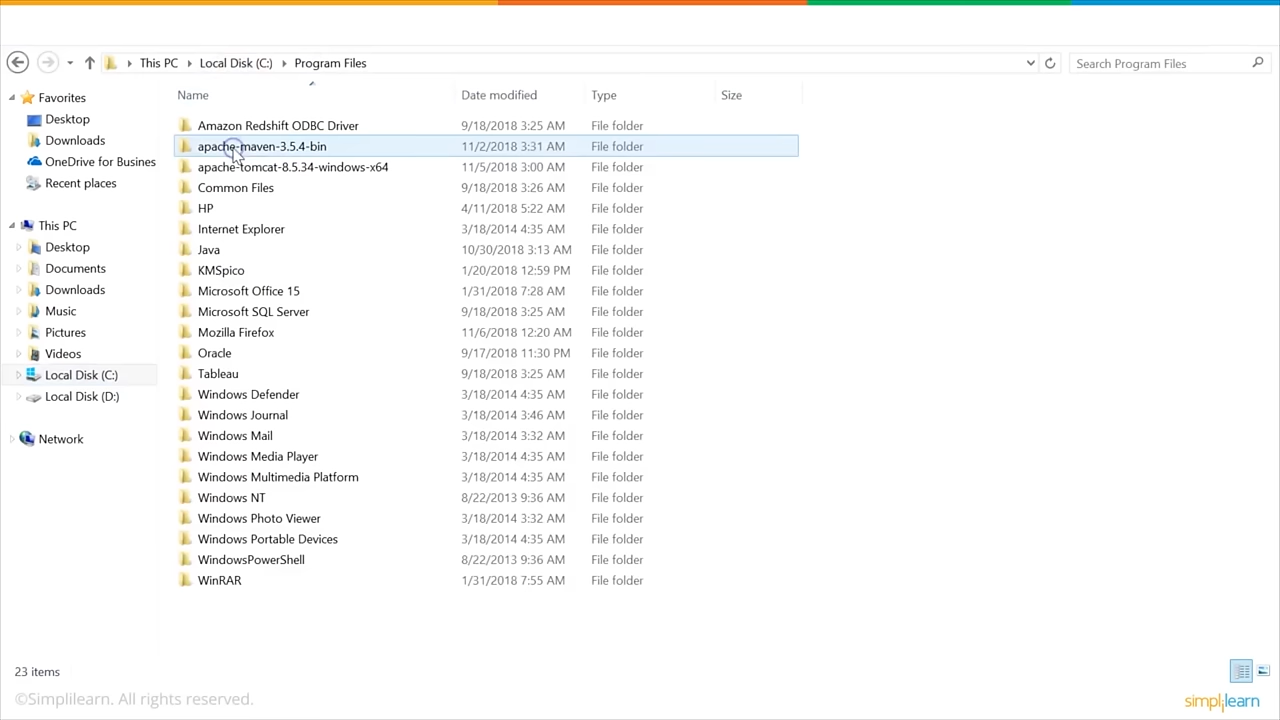 This PC Local Disk (C:) Program Files
Search Program Files
Name Date modified Type Size
Favorites
Desktop
Downloads
OneDrive for Busines
Recent places
This PC
Desktop
Documents
Downloads
Music
Pictures
Videos
Local Disk (C:)
Local Disk (D:)
Network
Amazon Redshift ODBC Driver 9/18/2018 3:25 AM File folder
apache-maven-3.5.4-bin 11/2/2018 3:31 AM File folder
apache-tomcat-8.5.34-windows-x64 11/5/2018 3:00 AM File folder
Common Files 9/18/2018 3:26 AM File folder
HP 4/11/2018 5:22 AM File folder
Internet Explorer 3/18/2014 4:35 AM File folder
Java 10/30/2018 3:13 AM File folder
KMSpico 1/20/2018 12:59 PM File folder
Microsoft Office 15 1/31/2018 7:28 AM File folder
Microsoft SQL Server 9/18/2018 3:25 AM File folder
Mozilla Firefox 11/6/2018 12:20 AM File folder
Oracle 9/17/2018 11:30 PM File folder
Tableau 9/18/2018 3:25 AM File folder
Windows Defender 3/18/2014 4:35 AM File folder
Windows Journal 3/18/2014 3:46 AM File folder
Windows Mail 3/18/2014 3:32 AM File folder
Windows Media Player 3/18/2014 4:35 AM File folder
Windows Multimedia Platform 3/18/2014 4:35 AM File folder
Windows NT 8/22/2013 9:36 AM File folder
Windows Photo Viewer 3/18/2014 3:32 AM File folder
Windows Portable Devices 3/18/2014 4:35 AM File folder
WindowsPowerShell 8/22/2013 9:36 AM File folder
WinRAR 1/31/2018 7:55 AM File folder
23 items
©Simplilearn. All rights reserved.
simplilearn